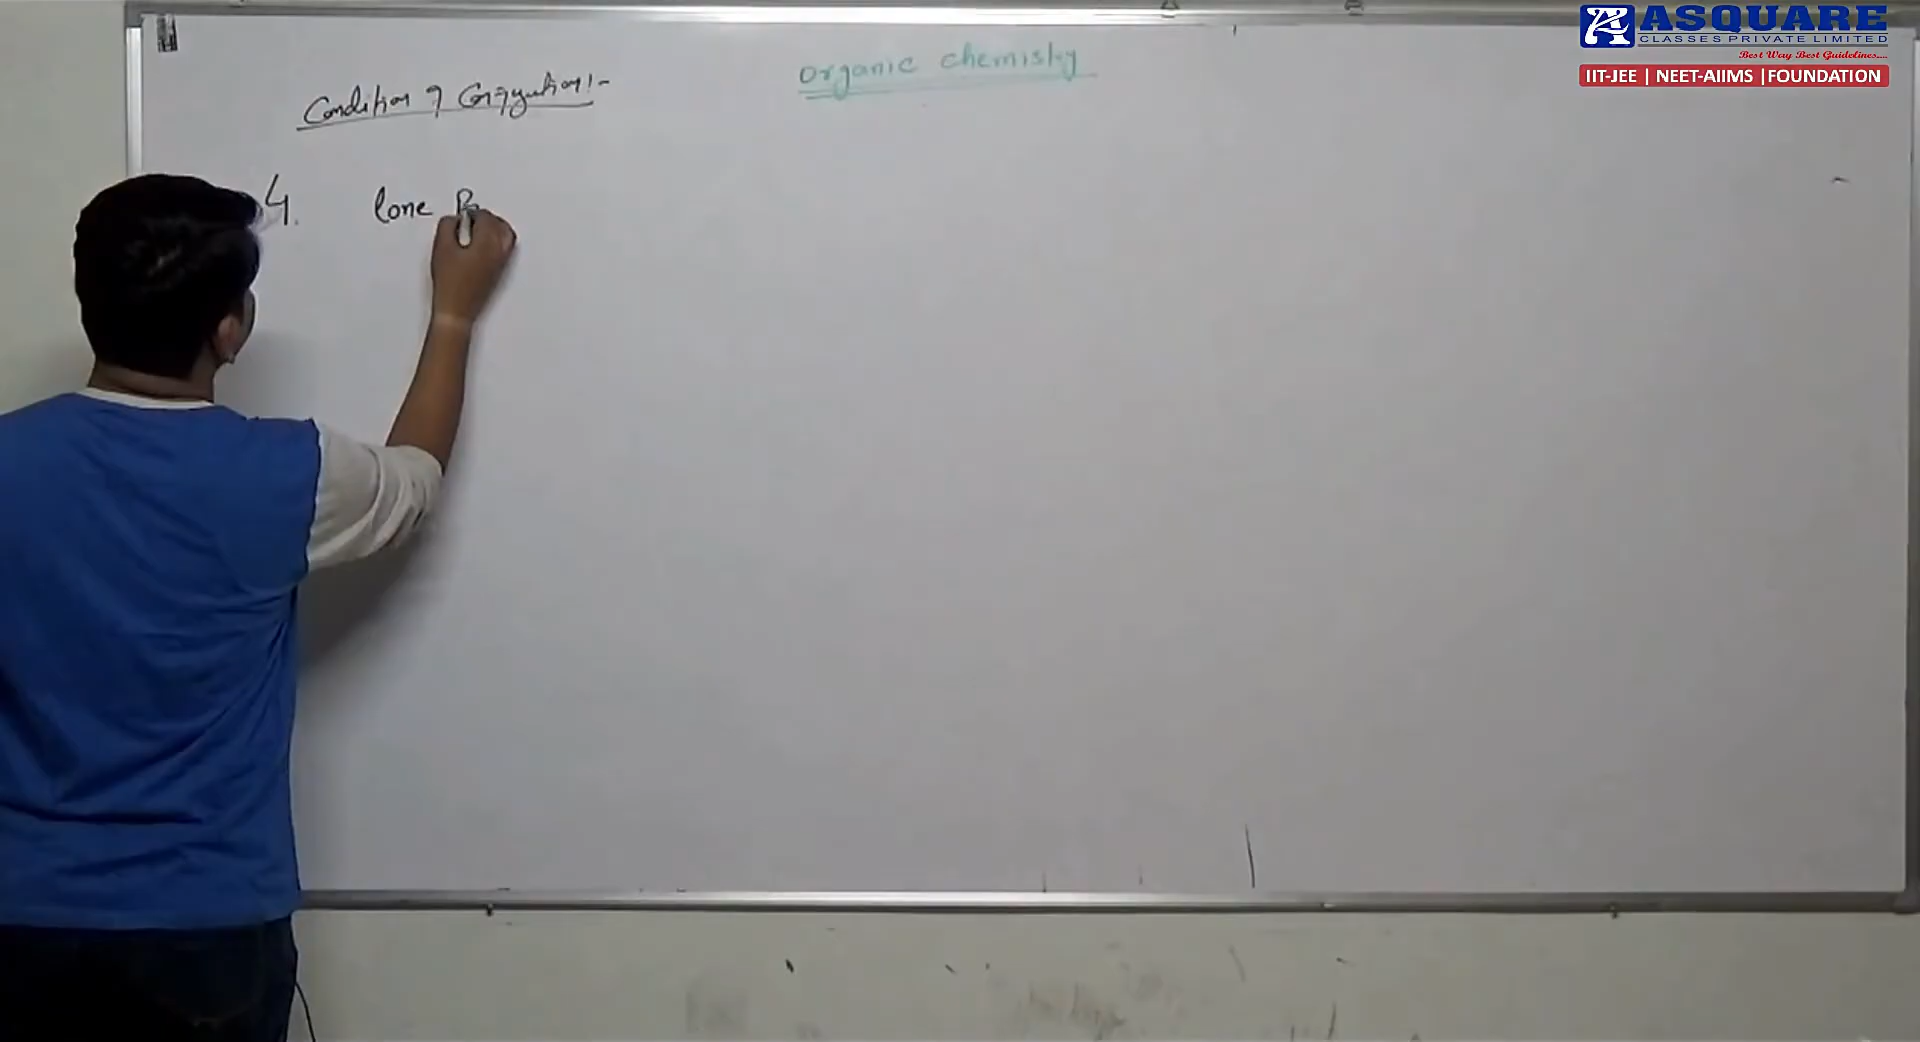 ASQUARE
CLASSES PRIVATE LIMITED
Best Way Best Guidelines....
IIT-JEE | NEET-AIIMS |FOUNDATION
Organic chemistry
Condition of Conjugation:-
4. lone